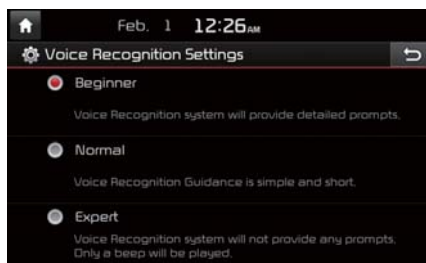 Feb. 1 12:26AM
Voice Recognition Settings
Beginner
Voice Recognition system will provide detailed prompts.
Normal
Voice Recognition Guidance is simple and short.
Expert
Voice Recognition system will not provide any prompts.
Only a beep will be played.